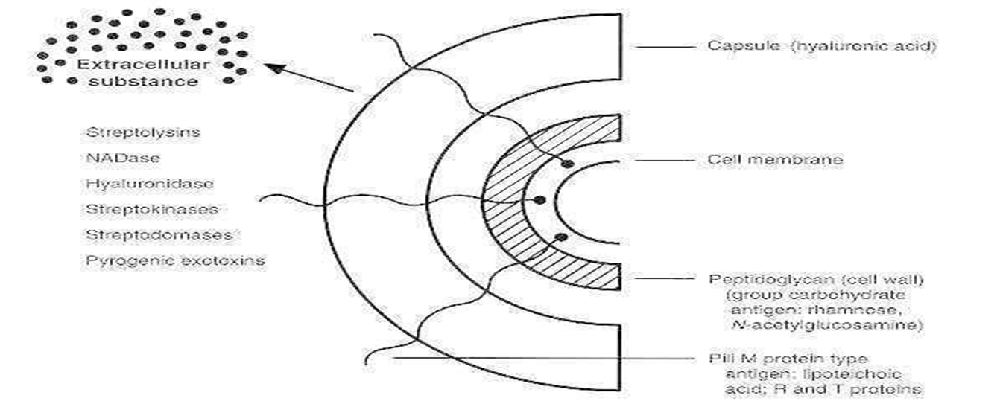 Extracellular
substance
Streptolysins
NADase
Hyaluronidase
Streptokinases
Streptodornases
Pyrogenic exotoxins
Capsule (hyaluronic acid)
Cell membrane
Peptidoglycan (cell wall)
(group carbohydrate
antigen: rhamnose,
N-acetylglucosamine)
Pili M protein type
antigen; lipoteichoic
acid; R and T proteins